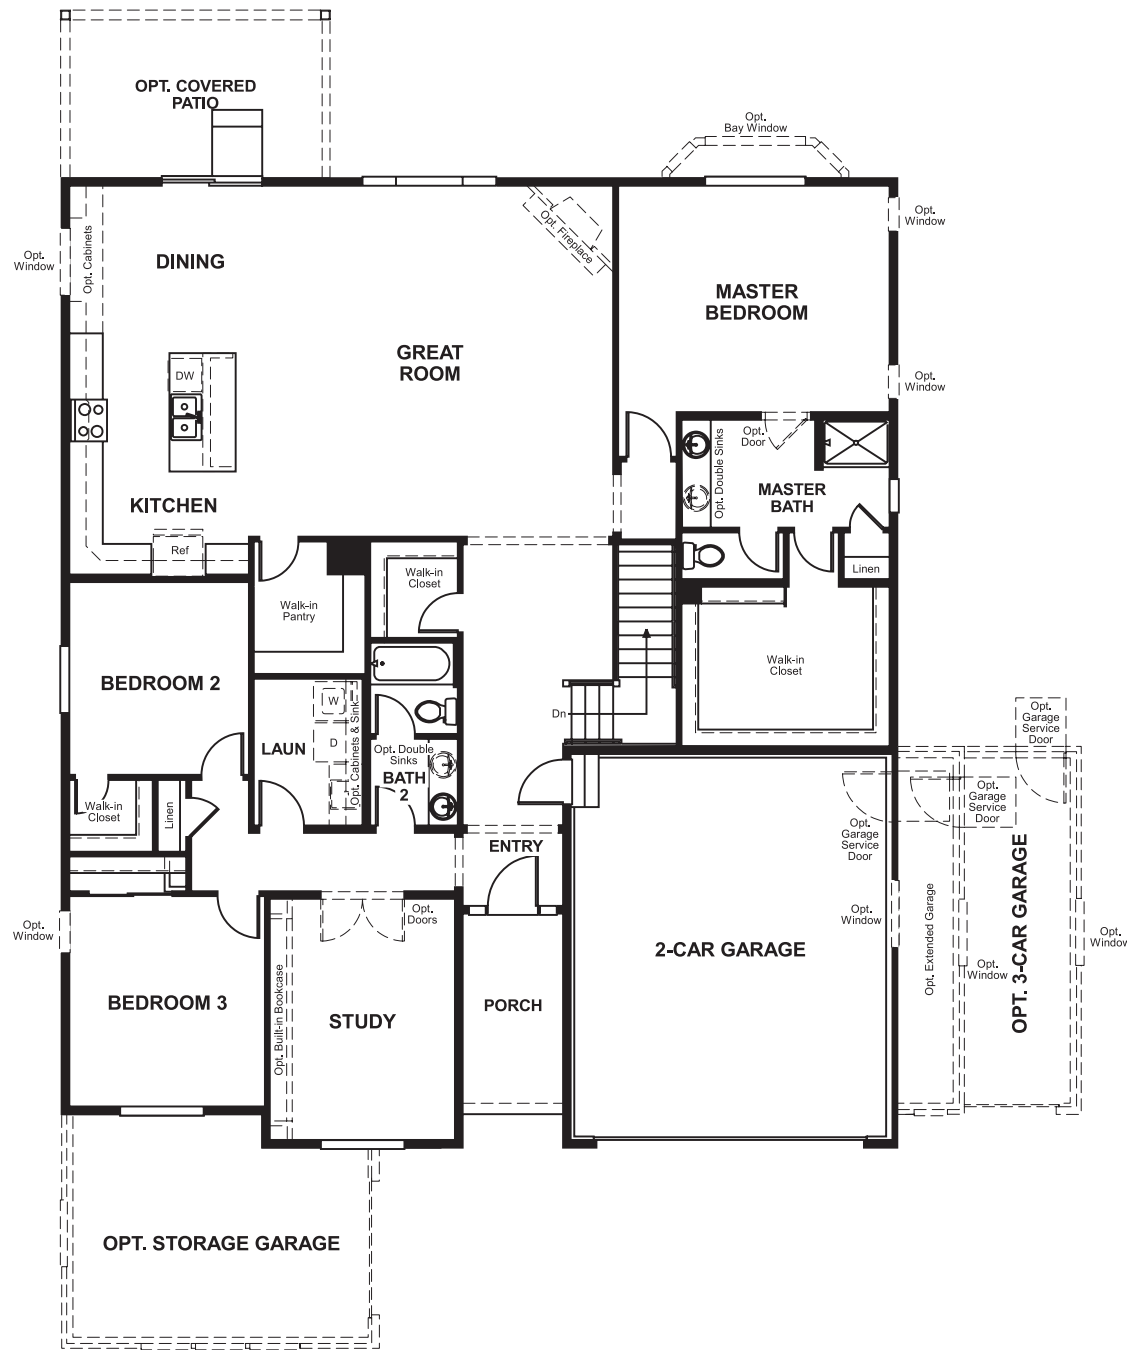 OPT. COVERED
PATIO
Opt.
Bay Window
Opt.
Window
Opt.
Window
Opt. Cabinets
DINING
Opt. Fireplace
MASTER
BEDROOM
GREAT
ROOM
DW
Opt.
Window
Opt.
Door
Opt. Double Sinks
MASTER
BATH
KITCHEN
Ref
Linen
Walk-in
Closet
Walk-in
Pantry
Walk-in
Closet
BEDROOM 2
W
D
LAUN
Opt. Cabinets & Sink
Dn
Opt. Double
Sinks
BATH
2
Opt.
Garage
Service
Door
Opt.
Garage
Service
Door
Opt.
Garage
Service
Door
Walk-in
Closet
Linen
ENTRY
Opt.
Window
Opt.
Doors
2-CAR GARAGE
Opt.
Window
Opt. Extended Garage
Opt.
Window
OPT. 3-CAR GARAGE
Opt.
Window
BEDROOM 3
Opt. Built-in Bookcase
STUDY
PORCH
OPT. STORAGE GARAGE